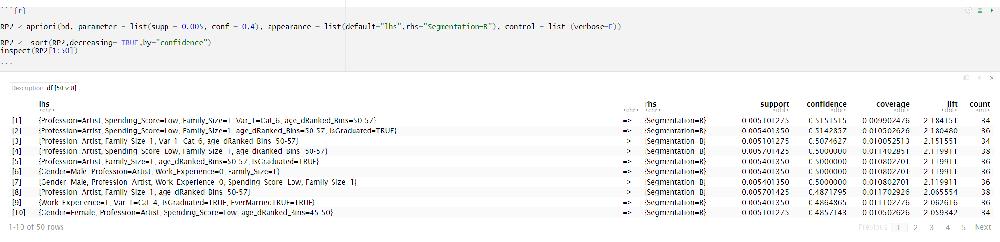 ```{r}
RP2 <-apriori(bd, parameter = list(supp = 0.005, conf = 0.4), appearance = list(default="lhs",rhs="Segmentation=B"), control = list (verbose=F))
RP2 <- sort(RP2,decreasing= TRUE,by="confidence")
inspect(RP2[1:50])
```
Description: df [50 × 8]
lhs rhs support confidence coverage lift count
<chr> <chr> <chr> <dbl> <dbl> <dbl> <dbl> <int>
[1] {Profession=Artist, Spending_Score=Low, Family_Size=1, Var_1=Cat_6, age_dRanked_Bins=50-57} => {Segmentation=B} 0.005101275 0.5151515 0.009902476 2.184151 34
[2] {Profession=Artist, Spending_Score=Low, Family_Size=1, age_dRanked_Bins=50-57, IsGraduated=TRUE} => {Segmentation=B} 0.005401350 0.5142857 0.010502626 2.180480 36
[3] {Profession=Artist, Family_Size=1, Var_1=Cat_6, age_dRanked_Bins=50-57} => {Segmentation=B} 0.005101275 0.5074627 0.010052513 2.151551 34
[4] {Profession=Artist, Spending_Score=Low, Family_Size=1, age_dRanked_Bins=50-57} => {Segmentation=B} 0.005701425 0.5000000 0.011402851 2.119911 38
[5] {Profession=Artist, Family_Size=1, age_dRanked_Bins=50-57, IsGraduated=TRUE} => {Segmentation=B} 0.005401350 0.5000000 0.010802701 2.119911 36
[6] {Gender=Male, Profession=Artist, Work_Experience=0, Family_Size=1} => {Segmentation=B} 0.005401350 0.5000000 0.010802701 2.119911 36
[7] {Gender=Male, Profession=Artist, Work_Experience=0, Spending_Score=Low, Family_Size=1} => {Segmentation=B} 0.005401350 0.5000000 0.010802701 2.119911 36
[8] {Profession=Artist, Family_Size=1, age_dRanked_Bins=50-57} => {Segmentation=B} 0.005701425 0.4871795 0.011702926 2.065554 38
[9] {Work_Experience=1, Var_1=Cat_4, IsGraduated=TRUE, EverMarriedTRUE=TRUE} => {Segmentation=B} 0.005401350 0.4864865 0.011102776 2.062616 36
[10] {Gender=Female, Profession=Artist, Spending_Score=Low, age_dRanked_Bins=45-50} => {Segmentation=B} 0.005101275 0.4857143 0.010502626 2.059342 34
1-10 of 50 rows Previous 1 2 3 4 5 Next